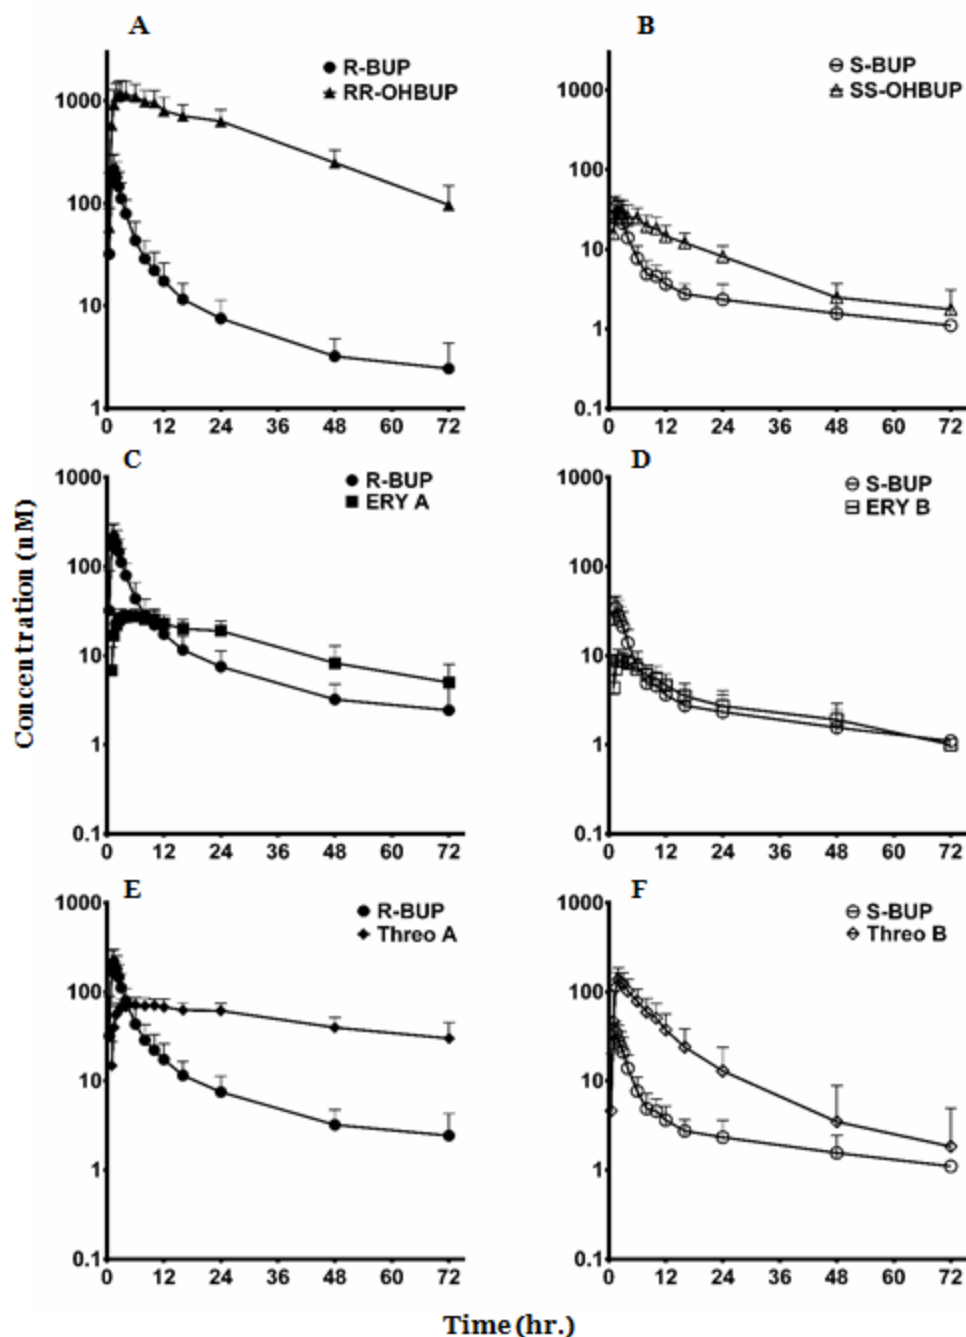 A
B
R-BUP
RR-OHBUP
S-BUP
SS-OHBUP
1000
100
10
1
0 12 24 36 48 60 72
1000
100
10
1
0.1
0 12 24 36 48 60 72
C
D
R-BUP
ERY A
S-BUP
ERY B
1000
100
10
1
0.1
0 12 24 36 48 60 72
1000
100
10
1
0.1
0 12 24 36 48 60 72
E
F
R-BUP
Threo A
S-BUP
Threo B
1000
100
10
1
0.1
0 12 24 36 48 60 72
1000
100
10
1
0.1
0 12 24 36 48 60 72
Concentration (nM)
Time (hr.)